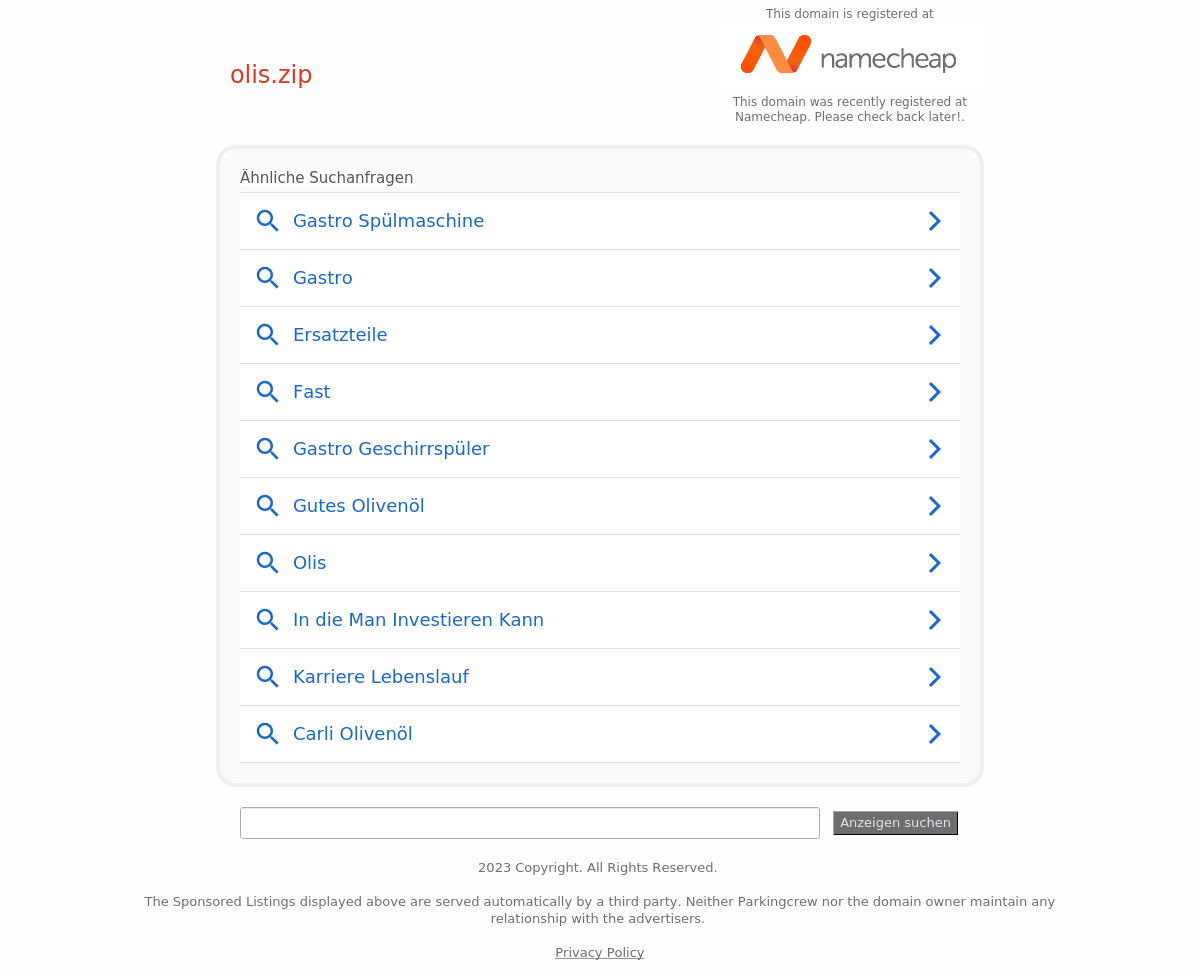 This domain is registered at
namecheap
olis.zip
This domain was recently registered at
Namecheap. Please check back later!.
Ähnliche Suchanfragen
Gastro Spülmaschine
Gastro
Ersatzteile
Fast
Gastro Geschirrspüler
Gutes Olivenöl
Olis
In die Man Investieren Kann
Karriere Lebenslauf
Carli Olivenöl
Anzeigen suchen
2023 Copyright. All Rights Reserved.
The Sponsored Listings displayed above are served automatically by a third party. Neither Parkingcrew nor the domain owner maintain any
relationship with the advertisers.
Privacy Policy